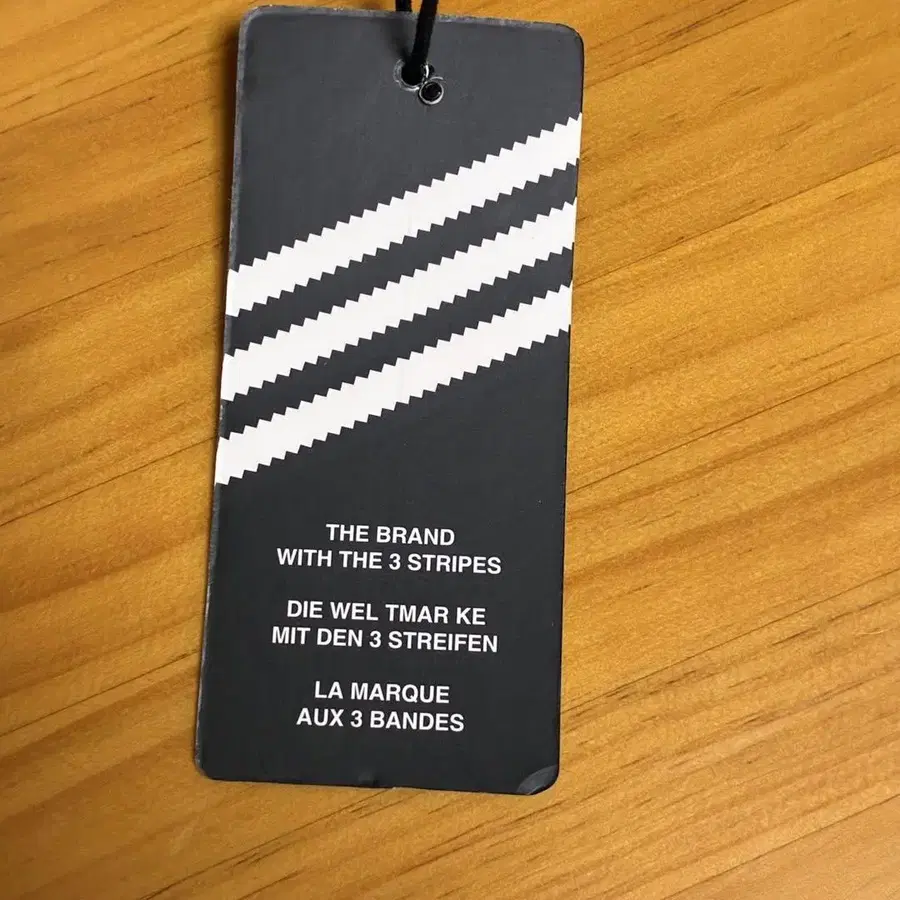 THE BRAND
WITH THE 3 STRIPES
DIE WEL TMAR KE
MIT DEN 3 STREIFEN
LA MARQUE
AUX 3 BANDES